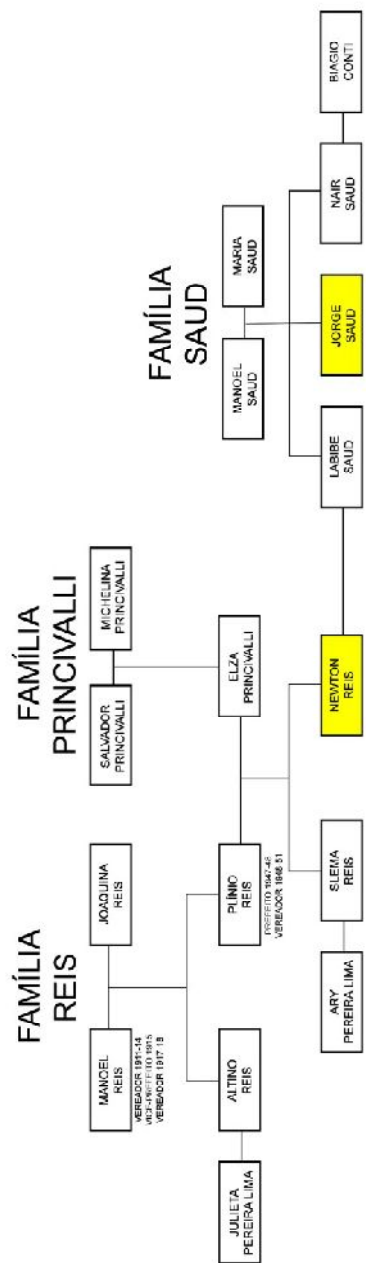 FAMÍLIA
REIS
FAMÍLIA
PRINCIVALLI
FAMÍLIA
SAUD
MANOEL
REIS
JOAQUINA
REIS
VEREADOR 1911-14
VICE-PREFEITO 1915
VEREADOR 1917-18
SALVADOR
PRINCIVALLI
MICHELINA
PRINCIVALLI
MANOEL
SAUD
MARIA
SAUD
JULIETA
PEREIRA LIMA
ALTINO
REIS
PLÍNIO
REIS
PREFEITO 1947-48
VEREADOR 1948-51
ELZA
PRINCIVALLI
ARY
PEREIRA LIMA
SLEMA
REIS
NEWTON
REIS
LABIBE
SAUD
JORGE
SAUD
NAIR
SAUD
BIAGIO
CONTI